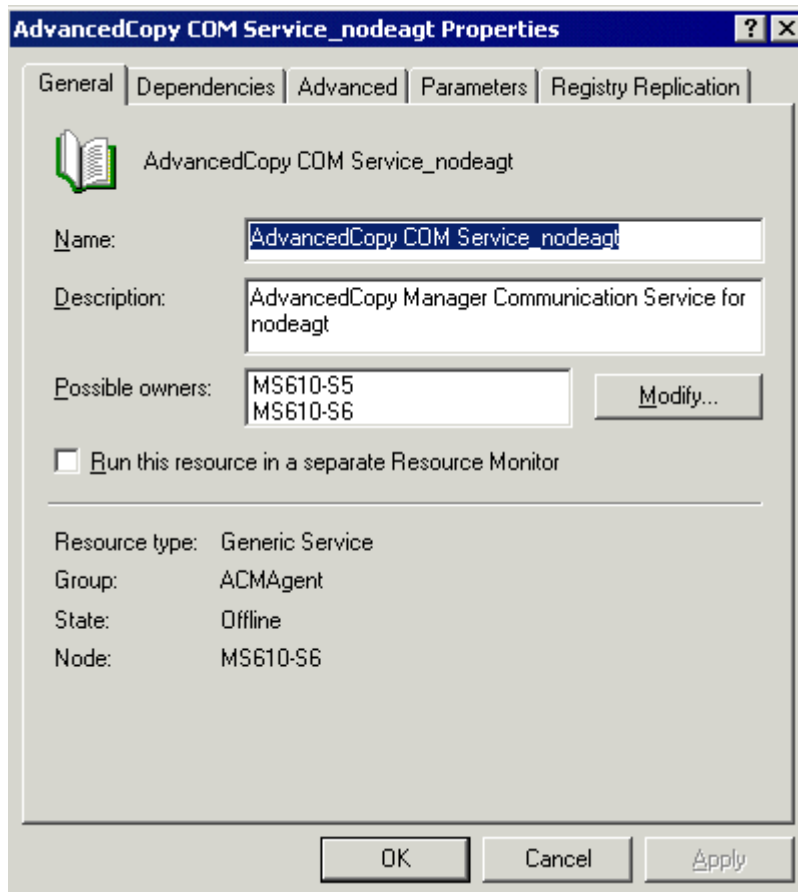 AdvancedCopy COM Service_nodeagt Properties
General Dependencies Advanced Parameters Registry Replication
AdvancedCopy COM Service_nodeagt
Name: AdvancedCopy COM Service_nodeagt
Description: AdvancedCopy Manager Communication Service for
nodeagt
Possible owners: MS610-S5
MS610-S6
Modify...
Run this resource in a separate Resource Monitor
Resource type: Generic Service
Group: ACMAgent
State: Offline
Node: MS610-S6
OK Cancel Apply